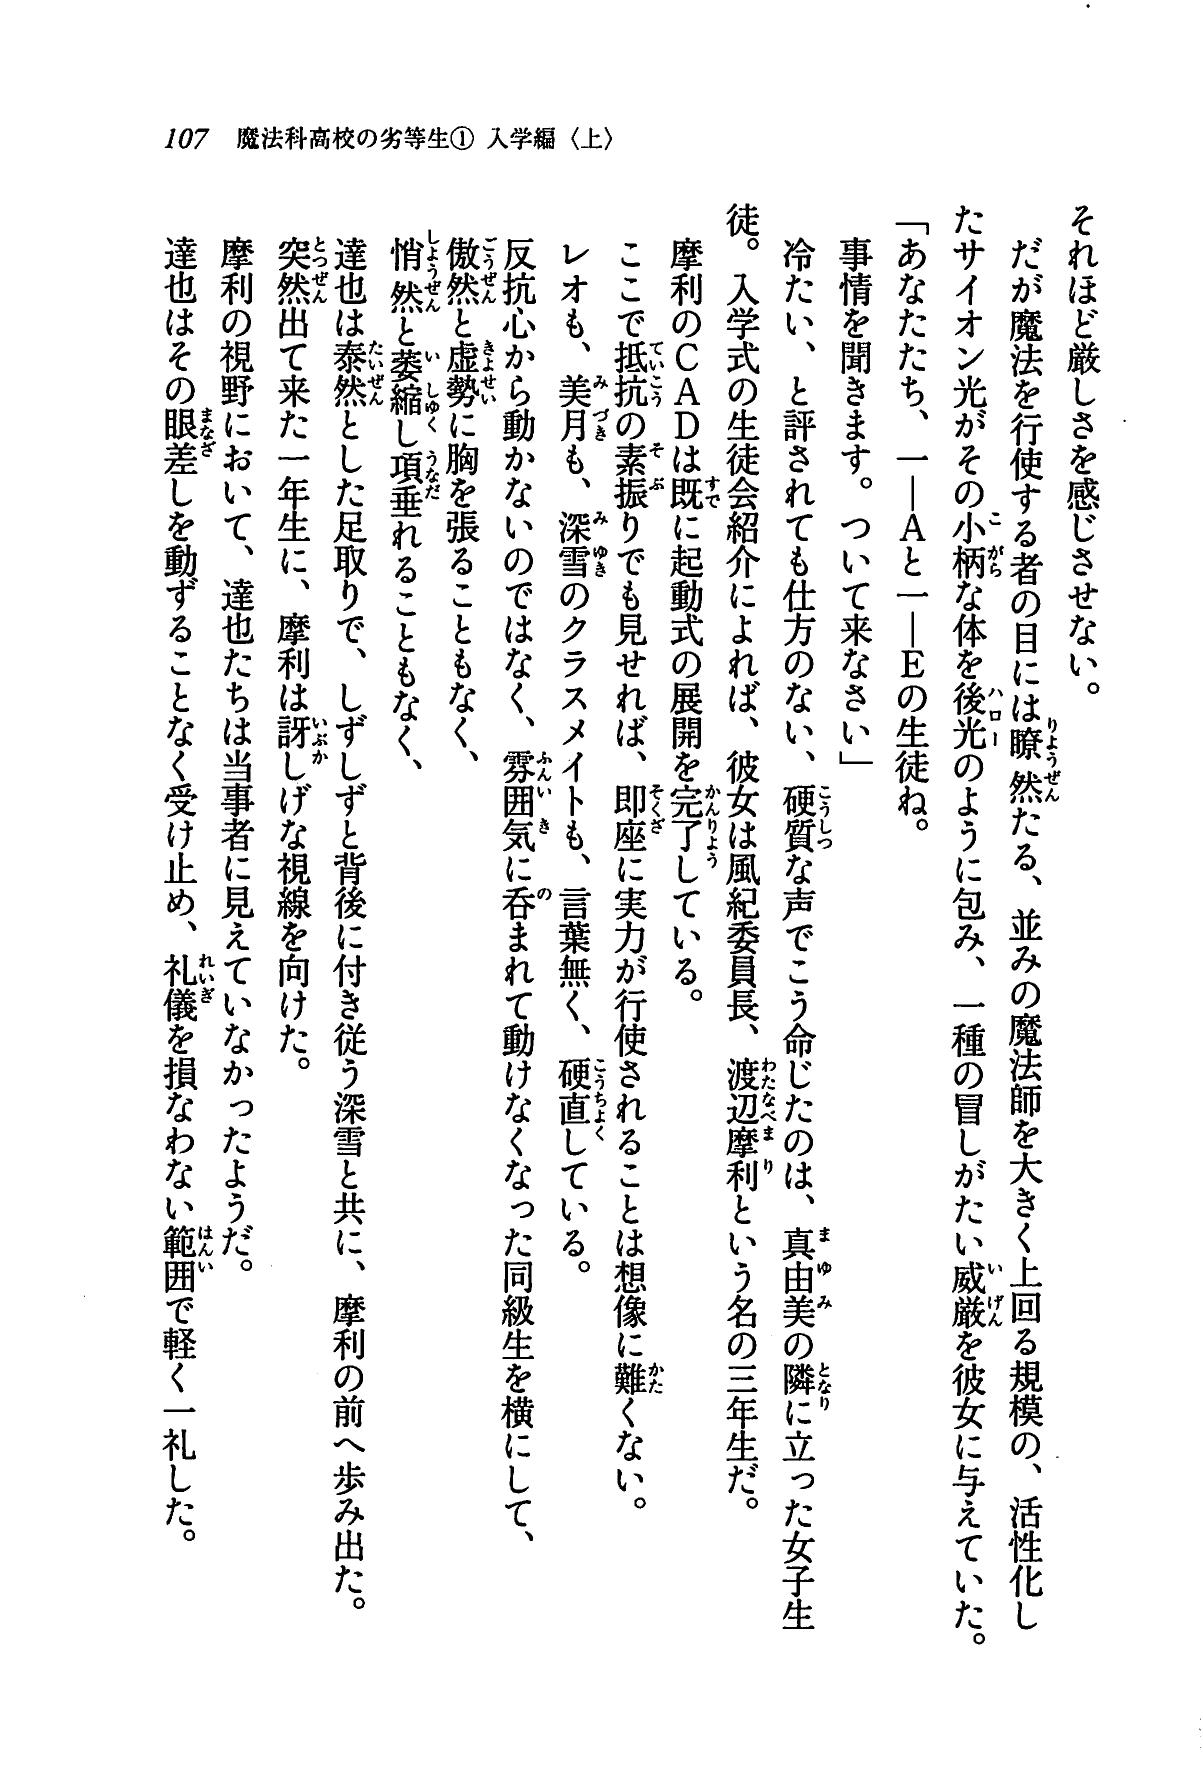 107 魔法科高校の劣等生① 入学編〈上〉
それほど厳しさを感じさせない。
だが魔法を行使する者の目には瞭然たる、並みの魔法師を大きく上回る規模の、活性化し
たサイオン光がその小柄な体を後光のように包み、一種の冒しがたい威厳を彼女に与えていた。
「あなたたち、一―Aと一―Eの生徒ね。
事情を聞きます。ついて来なさい」
冷たい、と評されても仕方のない、硬質な声でこう命じたのは、真由美の隣に立った女子生
徒。入学式の生徒会紹介によれば、彼女は風紀委員長、渡辺摩利という名の三年生だ。
摩利のCADは既に起動式の展開を完了している。
ここで抵抗の素振りでも見せれば、即座に実力が行使されることは想像に難くない。
レオも、美月も、深雪のクラスメイトも、言葉無く、硬直している。
反抗心から動かないのではなく、雰囲気に呑まれて動けなくなった同級生を横にして、
傲然と虚勢に胸を張ることもなく、
悄然と萎縮し項垂れることもなく、
達也は泰然とした足取りで、しずしずと背後に付き従う深雪と共に、摩利の前へ歩み出た。
突然出て来た一年生に、摩利は訝しげな視線を向けた。
摩利の視野において、達也たちは当事者に見えていなかったようだ。
達也はその眼差しを動ずることなく受け止め、礼儀を損なわない範囲で軽く一礼した。